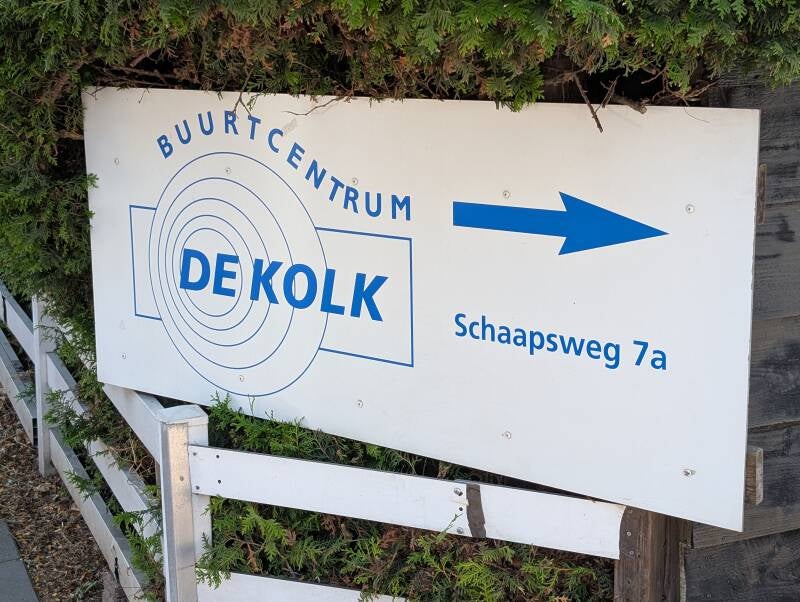 BUURTCENTRUM
DE KOLK
Schaapsweg 7a